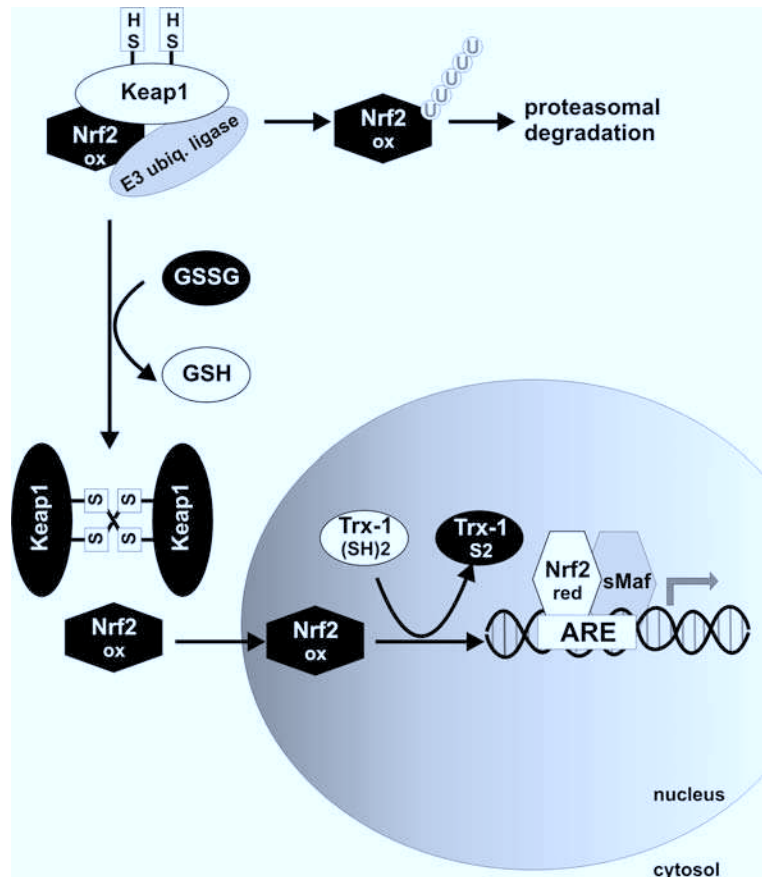 H H
S S
Keap1
Nrf2
ox
E3 ubiq. ligase
Nrf2
ox
U U U U U
proteasomal
degradation
GSSG
GSH
Keap1
S S
S S
Keap1
Nrf2
ox
Nrf2
ox
Trx-1
(SH)2
Trx-1
S2
Nrf2
red
sMaf
ARE
nucleus
cytosol